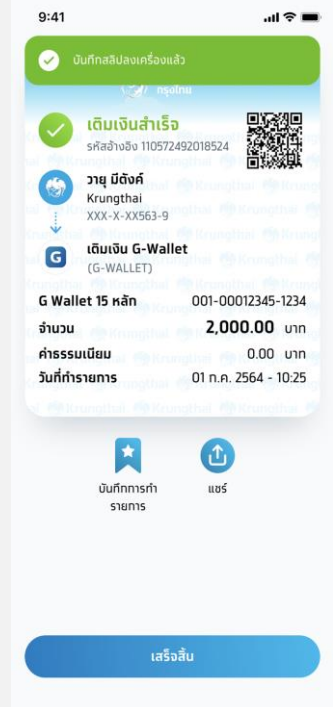 9:41
บันทึกสลิปลงเครื่องแล้ว
กรุงไทย
เติมเงินสำเร็จ
รหัสอ้างอิง 110572492018524
วายุ มีตังค์
Krungthai
XXX-X-XX563-9
G
เติมเงิน G-Wallet
(G-WALLET)
G Wallet 15 หลัก 001-00012345-1234
จำนวน 2,000.00 บาท
ค่าธรรมเนียม 0.00 บาท
วันที่ทำรายการ 01 ก.ค. 2564 - 10:25
บันทึกการทำ
รายการ
แชร์
เสร็จสิ้น